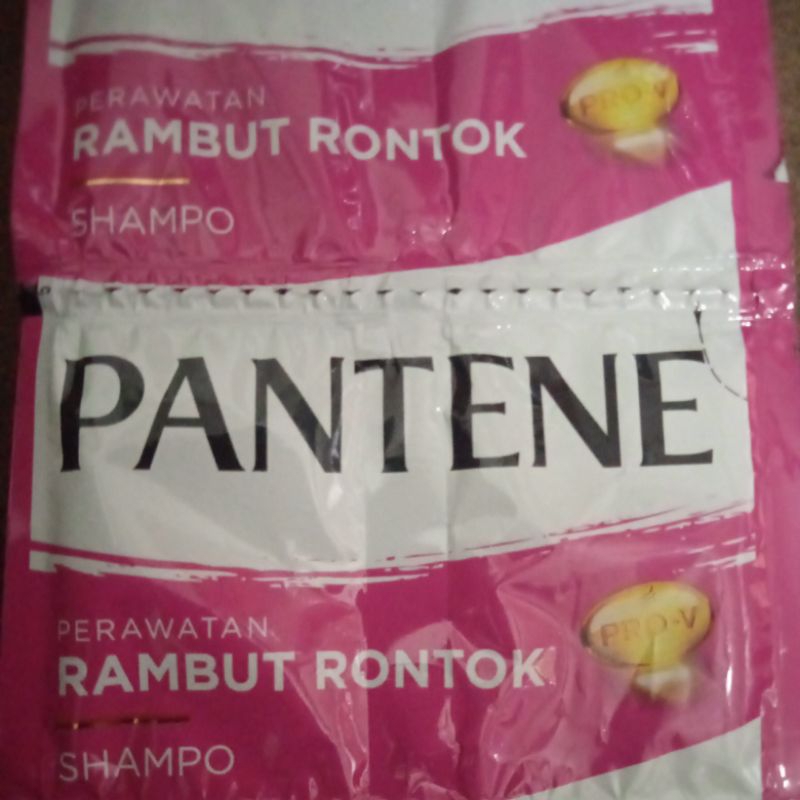 PERAWATAN
RAMBUT RONTOK
PRO-V
SHAMPO
PANTENE
PERAWATAN
RAMBUT RONTOK
PRO-V
SHAMPO